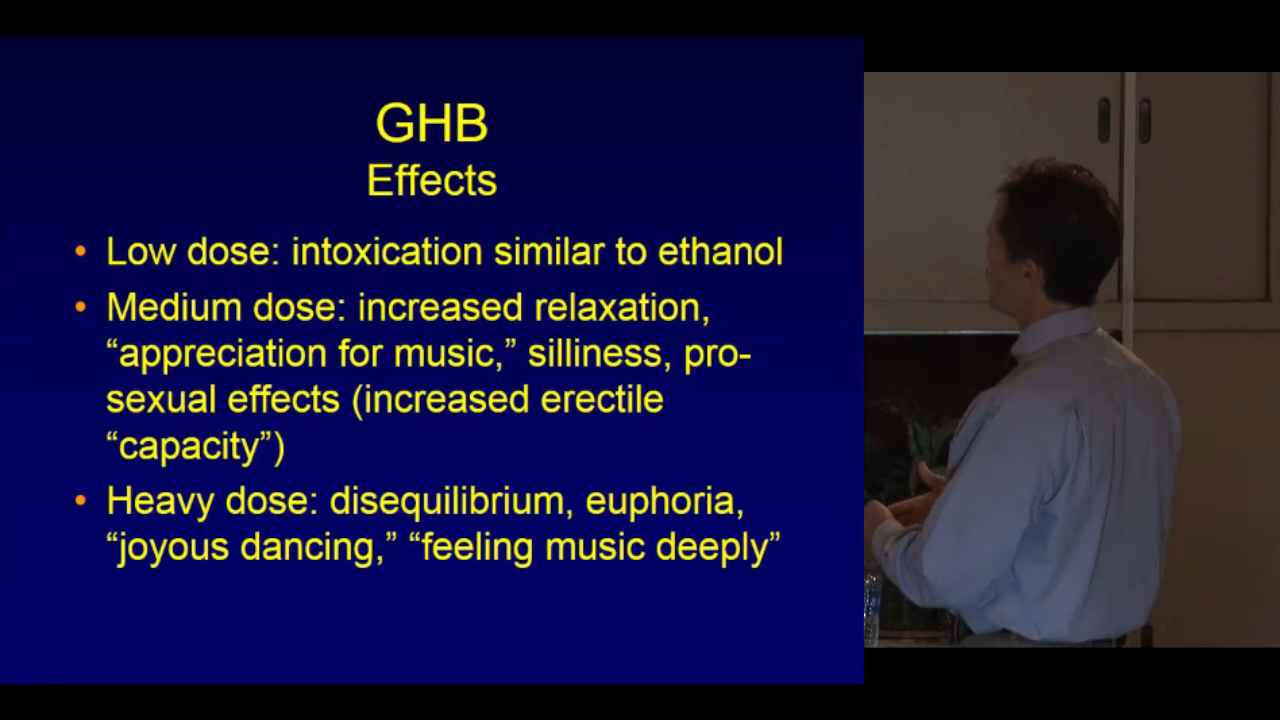 GHB
Effects
• Low dose: intoxication similar to ethanol
• Medium dose: increased relaxation,
“appreciation for music,” silliness, pro-
sexual effects (increased erectile
“capacity”)
• Heavy dose: disequilibrium, euphoria,
“joyous dancing,” “feeling music deeply”